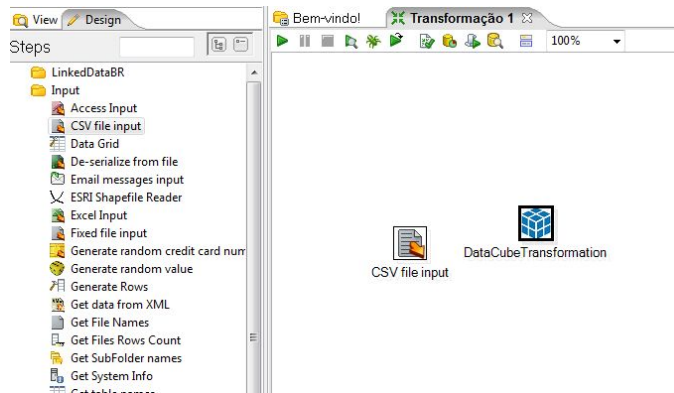 View Design
Steps
LinkedDataBR
Input
Access Input
CSV file input
Data Grid
De-serialize from file
Email messages input
ESRI Shapefile Reader
Excel Input
Fixed file input
Generate random credit card num
Generate random value
Generate Rows
Get data from XML
Get File Names
Get Files Rows Count
Get SubFolder names
Get System Info
Get table names
Bem-vindo! Transformação 1
100%
CSV file input
DataCubeTransformation